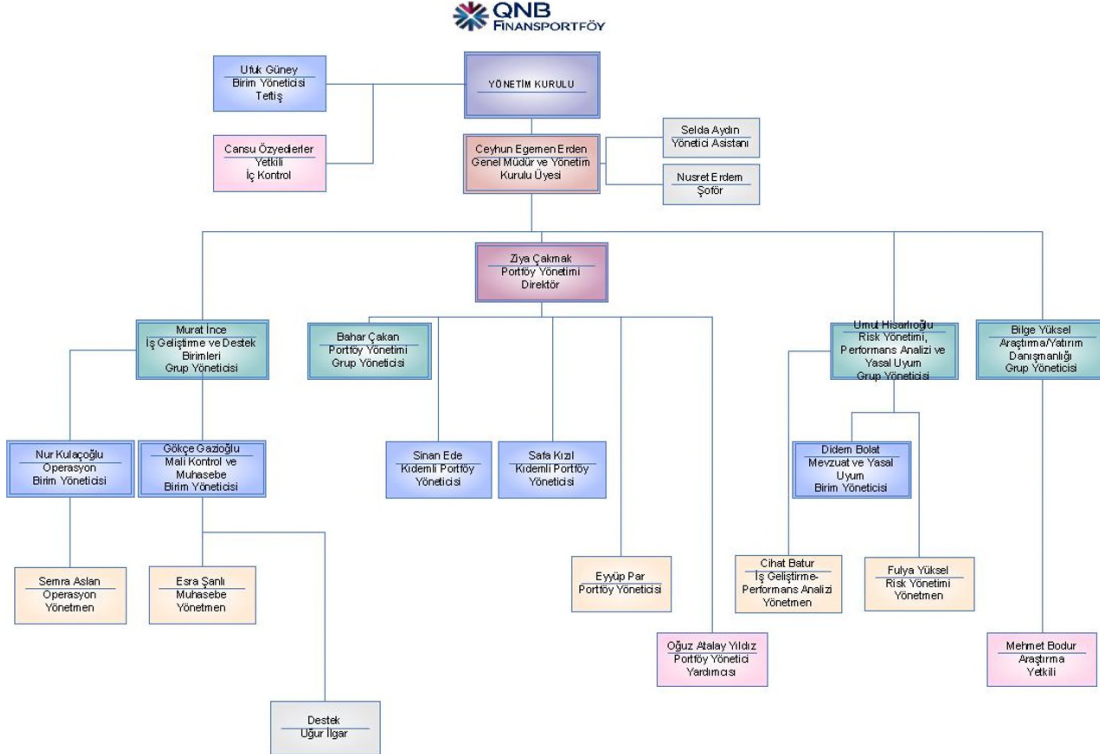 QNB
FİNANSPORTFÖY
Ufuk Güney
Birim Yöneticisi
Teftiş
YÖNETİM KURULU
Cansu Özyedierler
Yetkili
İç Kontrol
Ceyhun Egemen Erden
Genel Müdür ve Yönetim
Kurulu Üyesi
Selda Aydın
Yönetici Asistanı
Nusret Erdem
Şoför
Ziya Çakmak
Portföy Yönetimi
Direktör
Murat İnce
İş Geliştirme ve Destek
Birimleri
Grup Yöneticisi
Bahar Çakan
Portföy Yönetimi
Grup Yöneticisi
Umut Hisarlıoğlu
Risk Yönetimi,
Performans Analizi ve
Yasal Uyum
Grup Yöneticisi
Bilge Yüksel
Araştırma/Yatırım
Danışmanlığı
Grup Yöneticisi
Nur Kulaçoğlu
Operasyon
Birim Yöneticisi
Gökçe Gazioğlu
Mali Kontrol ve
Muhasebe
Birim Yöneticisi
Sinan Ede
Kıdemli Portföy
Yöneticisi
Safa Kızıl
Kıdemli Portföy
Yöneticisi
Didem Bolat
Mevzuat ve Yasal
Uyum
Birim Yöneticisi
Semra Aslan
Operasyon
Yönetmen
Esra Şanlı
Muhasebe
Yönetmen
Eyyüp Par
Portföy Yöneticisi
Cihat Batur
İş Geliştirme-
Performans Analizi
Yönetmen
Fulya Yüksel
Risk Yönetimi
Yönetmen
Oğuz Atalay Yıldız
Portföy Yönetici
Yardımcısı
Mehmet Bodur
Araştırma
Yetkili
Destek
Uğur İlgar